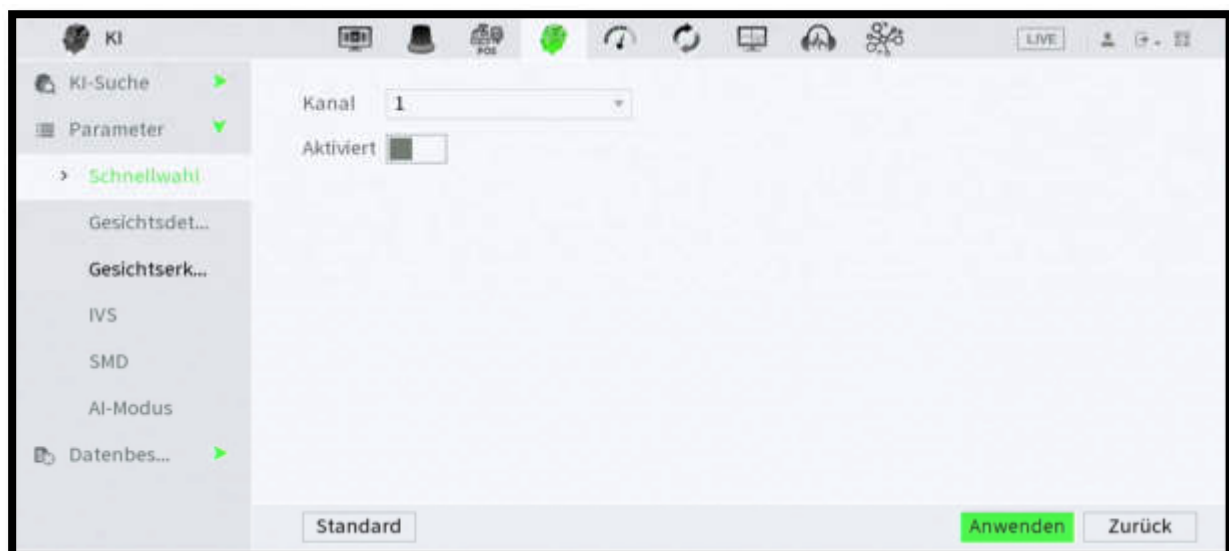 KI
POS
LIVE
KI-Suche
Parameter
Schnellwahl
Gesichtsdet...
Gesichtserk...
IVS
SMD
AI-Modus
Datenbes...
Kanal 1
Aktiviert
Standard
Anwenden
Zurück